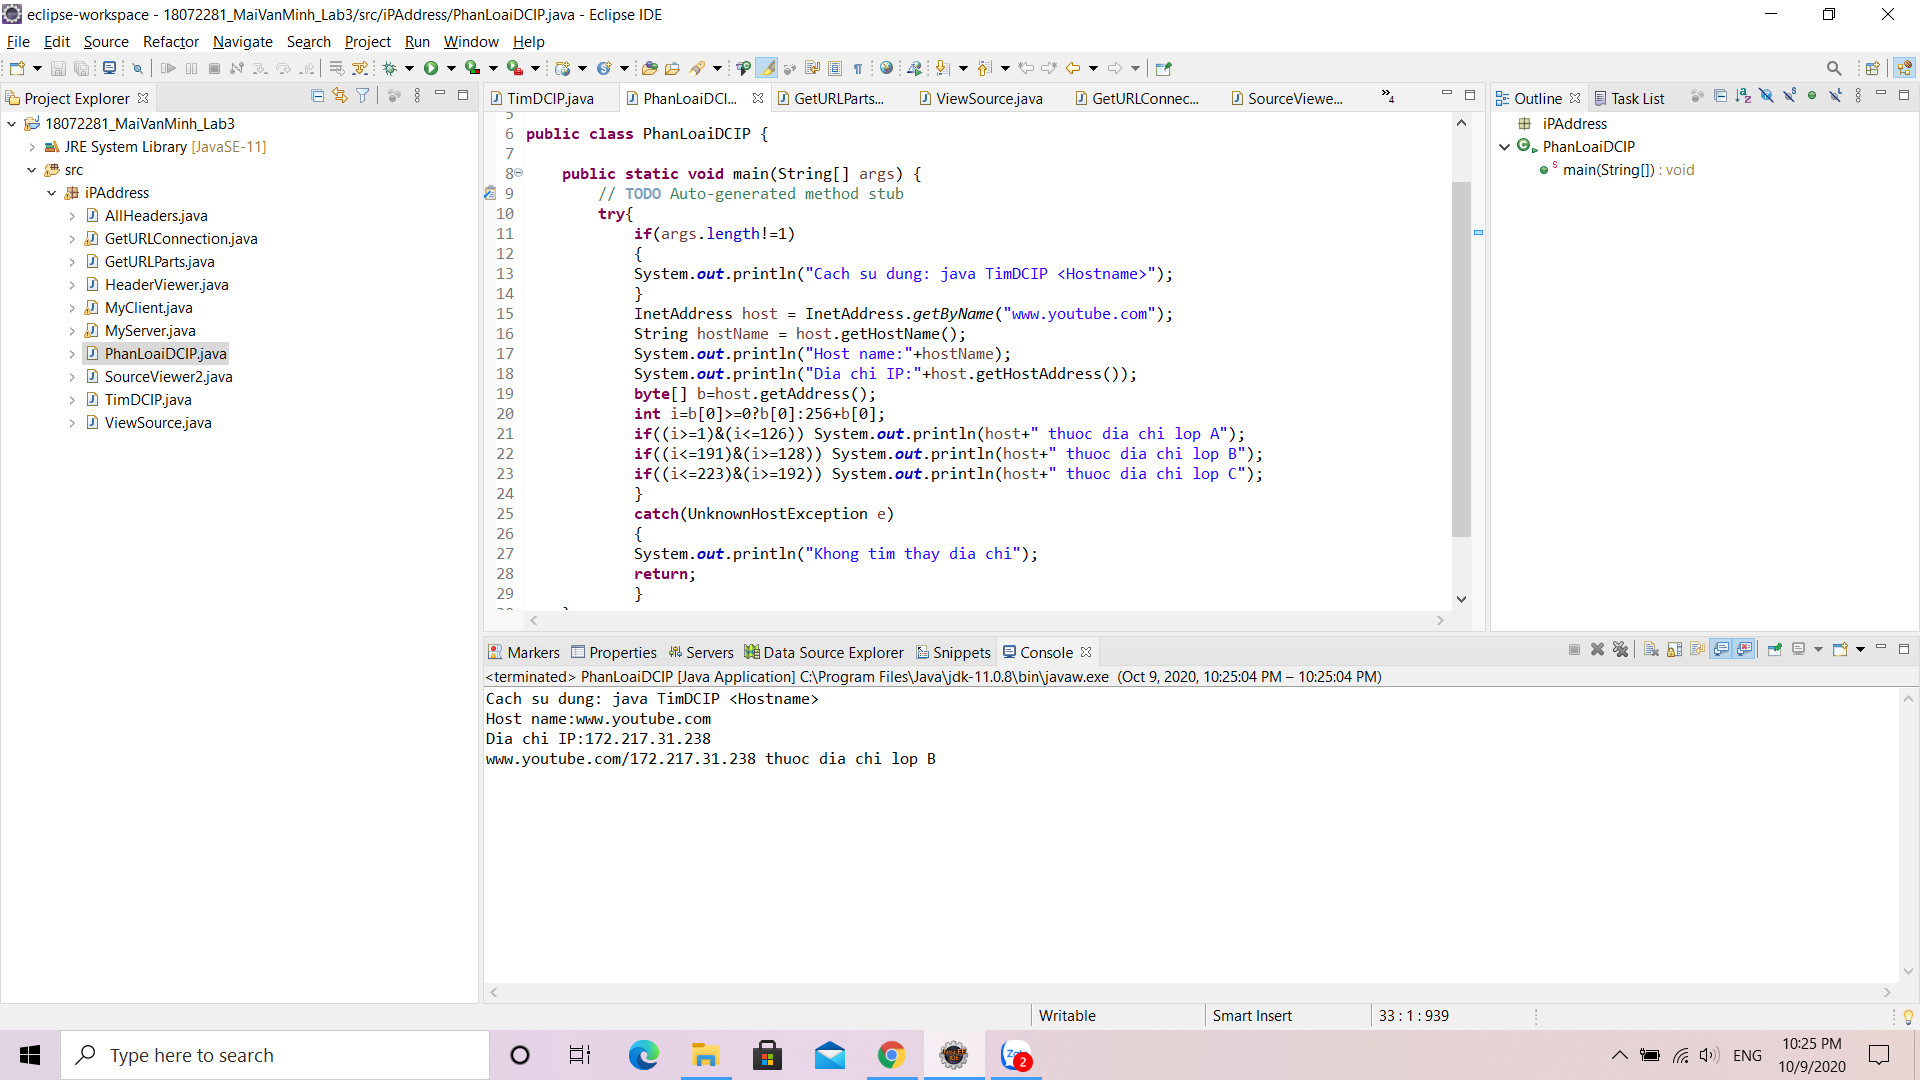 eclipse-workspace - 18072281_MaiVanMinh_Lab3/src/iPAddress/PhanLoaiDCIP.java - Eclipse IDE
File Edit Source Refactor Navigate Search Project Run Window Help
Project Explorer
18072281_MaiVanMinh_Lab3
JRE System Library [JavaSE-11]
src
iPAddress
AllHeaders.java
GetURLConnection.java
GetURLParts.java
HeaderViewer.java
MyClient.java
MyServer.java
PhanLoaiDCIP.java
SourceViewer2.java
TimDCIP.java
ViewSource.java
TimDCIP.java PhanLoaiDCI... GetURLParts... ViewSource.java GetURLConnec... SourceViewe... »4
5
6 public class PhanLoaiDCIP {
7
8 public static void main(String[] args) {
9 // TODO Auto-generated method stub
10 try{
11 if(args.length!=1)
12 {
13 System.out.println("Cach su dung: java TimDCIP <Hostname>");
14 }
15 InetAddress host = InetAddress.getByName("www.youtube.com");
16 String hostName = host.getHostName();
17 System.out.println("Host name:"+hostName);
18 System.out.println("Dia chi IP:"+host.getHostAddress());
19 byte[] b=host.getAddress();
20 int i=b[0]>=0?b[0]:256+b[0];
21 if((i>=1)&(i<=126)) System.out.println(host+" thuoc dia chi lop A");
22 if((i<=191)&(i>=128)) System.out.println(host+" thuoc dia chi lop B");
23 if((i<=223)&(i>=192)) System.out.println(host+" thuoc dia chi lop C");
24 }
25 catch(UnknownHostException e)
26 {
27 System.out.println("Khong tim thay dia chi");
28 return;
29 }
30 }
Outline Task List
iPAddress
PhanLoaiDCIP
main(String[]) : void
Markers Properties Servers Data Source Explorer Snippets Console
<terminated> PhanLoaiDCIP [Java Application] C:\Program Files\Java\jdk-11.0.8\bin\javaw.exe (Oct 9, 2020, 10:25:04 PM – 10:25:04 PM)
Cach su dung: java TimDCIP <Hostname>
Host name:www.youtube.com
Dia chi IP:172.217.31.238
www.youtube.com/172.217.31.238 thuoc dia chi lop B
Writable Smart Insert 33 : 1 : 939
Type here to search
2
ENG
10:25 PM
10/9/2020